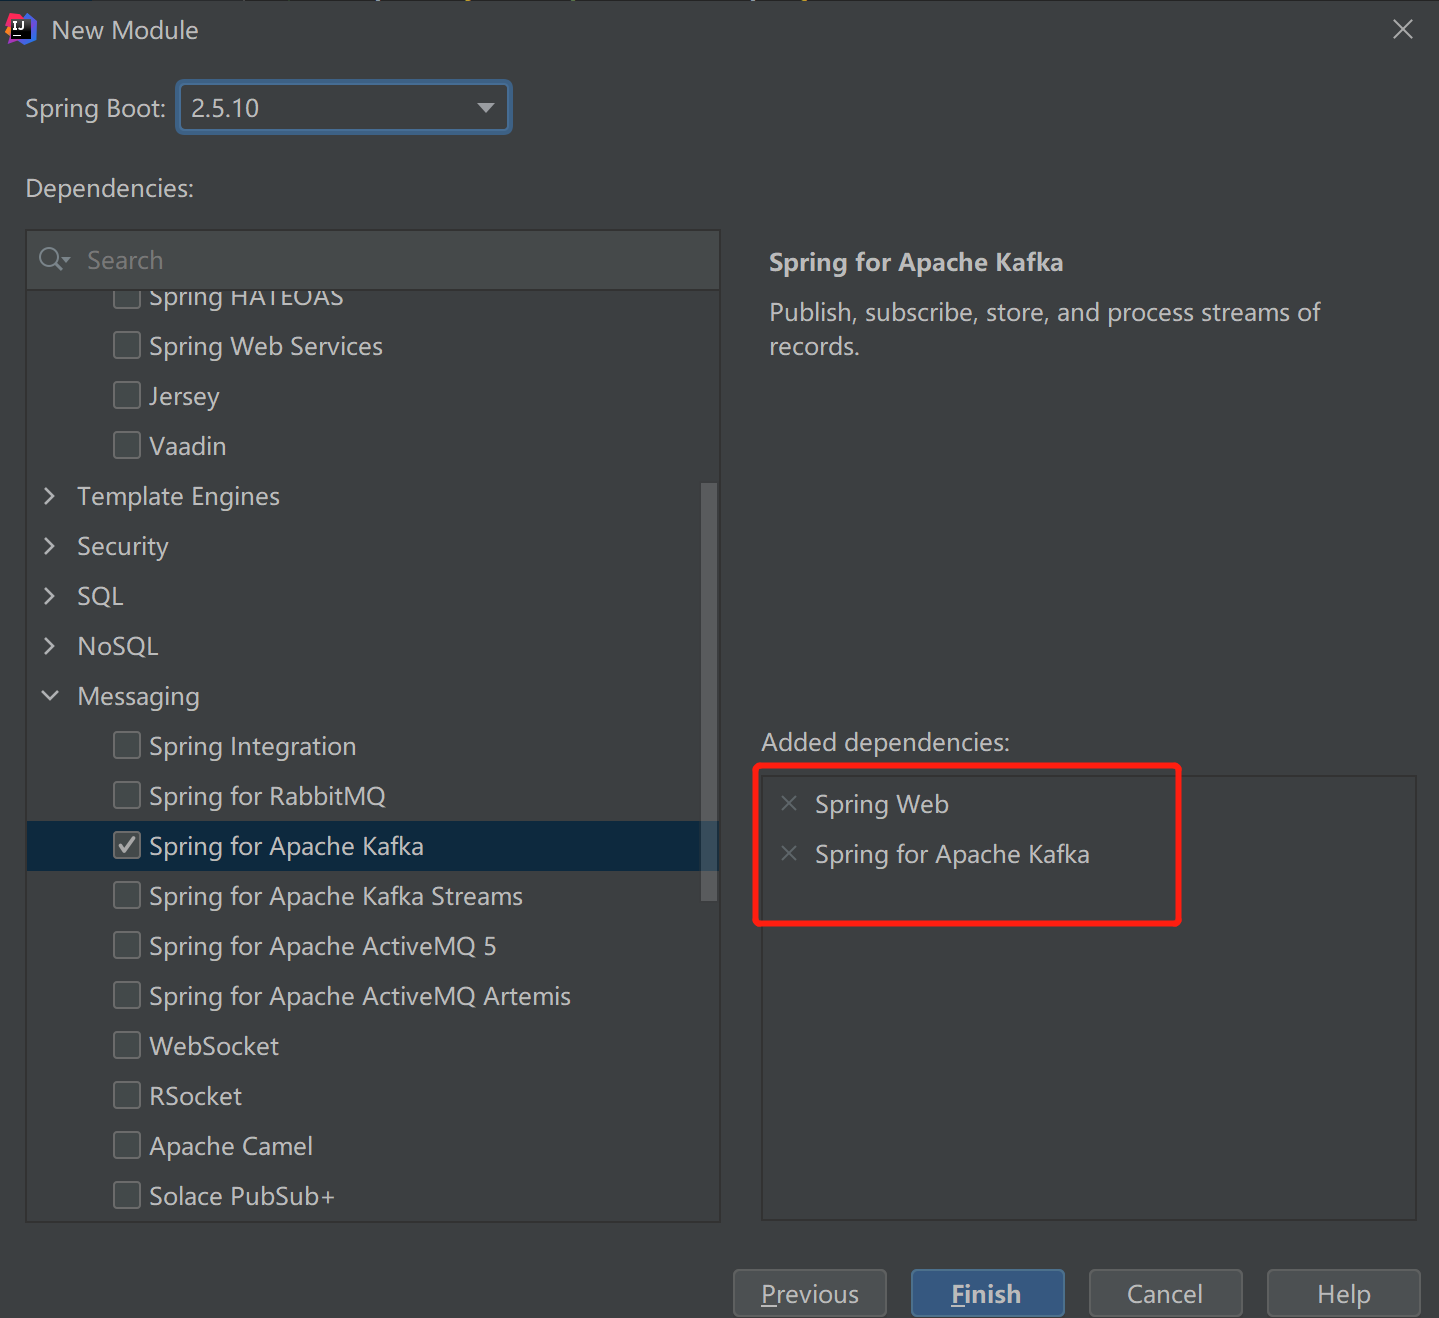 New Module
Spring Boot: 2.5.10
Dependencies:
Search
Spring HATEOAS
Spring Web Services
Jersey
Vaadin
Template Engines
Security
SQL
NoSQL
Messaging
Spring Integration
Spring for RabbitMQ
Spring for Apache Kafka
Spring for Apache Kafka Streams
Spring for Apache ActiveMQ 5
Spring for Apache ActiveMQ Artemis
WebSocket
RSocket
Apache Camel
Solace PubSub+
Spring for Apache Kafka
Publish, subscribe, store, and process streams of
records.
Added dependencies:
Spring Web
Spring for Apache Kafka
Previous
Finish
Cancel
Help